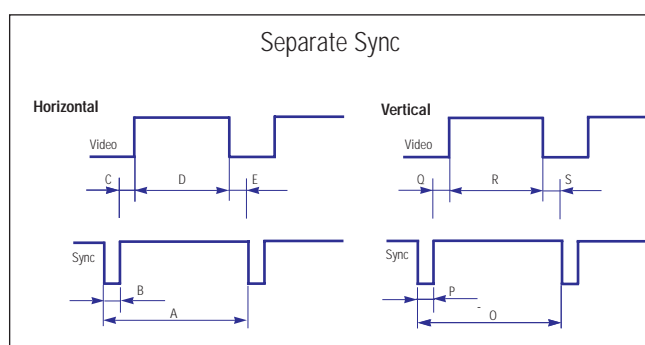 Separate Sync
Horizontal
Vertical
Video
Video
C
D
E
Q
R
S
Sync
Sync
B
P
A
O